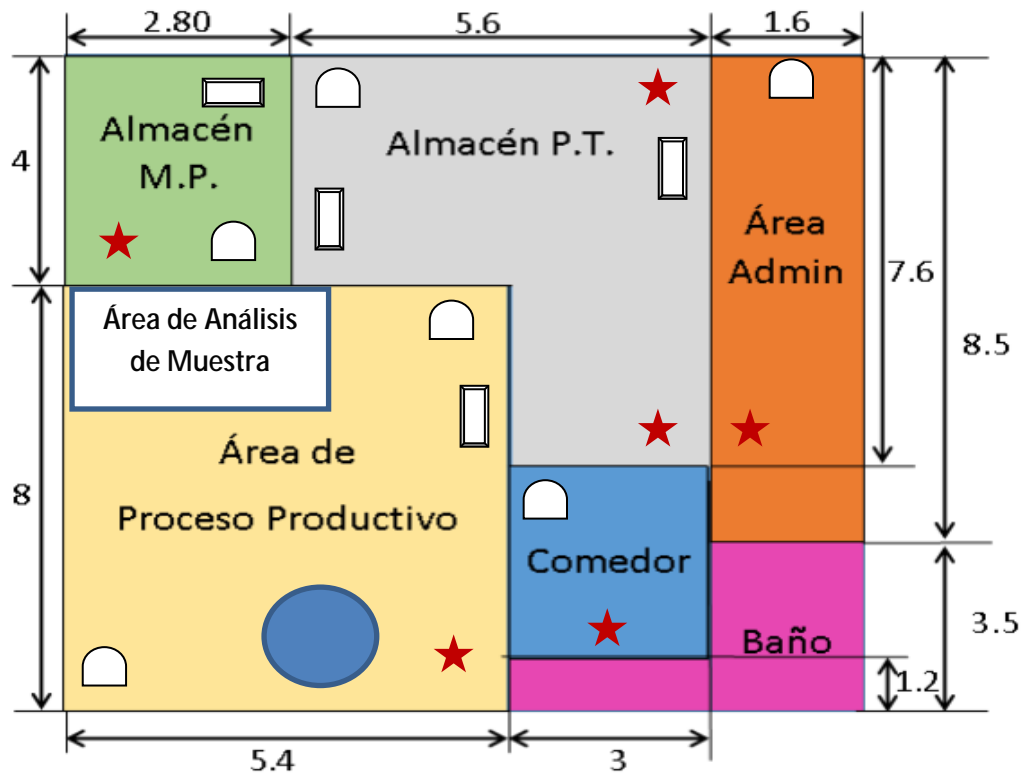 2.80
5.6
1.6
4
Almacén
M.P.
Almacén P.T.
Área
Admin
7.6
8.5
Área de Análisis
de Muestra
8
Área de
Proceso Productivo
Comedor
Baño
3.5
1.2
5.4
3